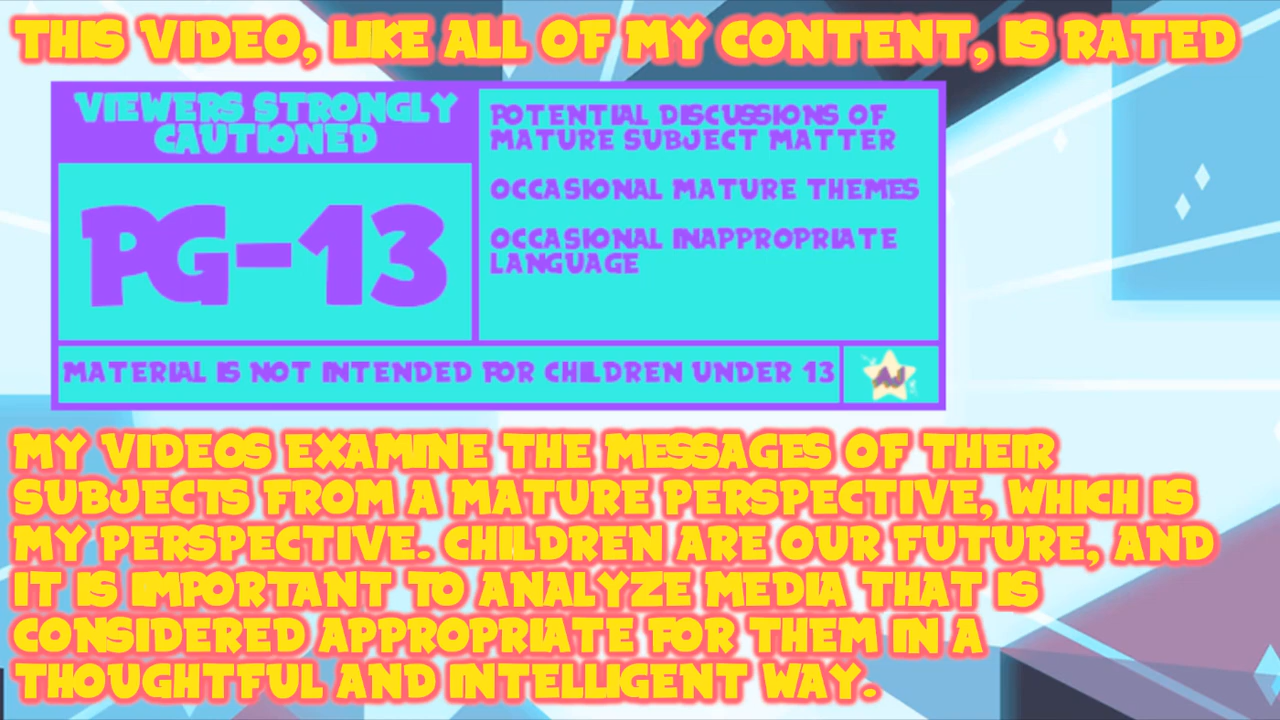 THIS VIDEO, LIKE ALL OF MY CONTENT, IS RATED
VIEWERS STRONGLY
CAUTIONED
PG-13
POTENTIAL DISCUSSIONS OF
MATURE SUBJECT MATTER
OCCASIONAL MATURE THEMES
OCCASIONAL INAPPROPRIATE
LANGUAGE
MATERIAL IS NOT INTENDED FOR CHILDREN UNDER 13
AJ
MY VIDEOS EXAMINE THE MESSAGES OF THEIR
SUBJECTS FROM A MATURE PERSPECTIVE, WHICH IS
MY PERSPECTIVE. CHILDREN ARE OUR FUTURE, AND
IT IS IMPORTANT TO ANALYZE MEDIA THAT IS
CONSIDERED APPROPRIATE FOR THEM IN A
THOUGHTFUL AND INTELLIGENT WAY.